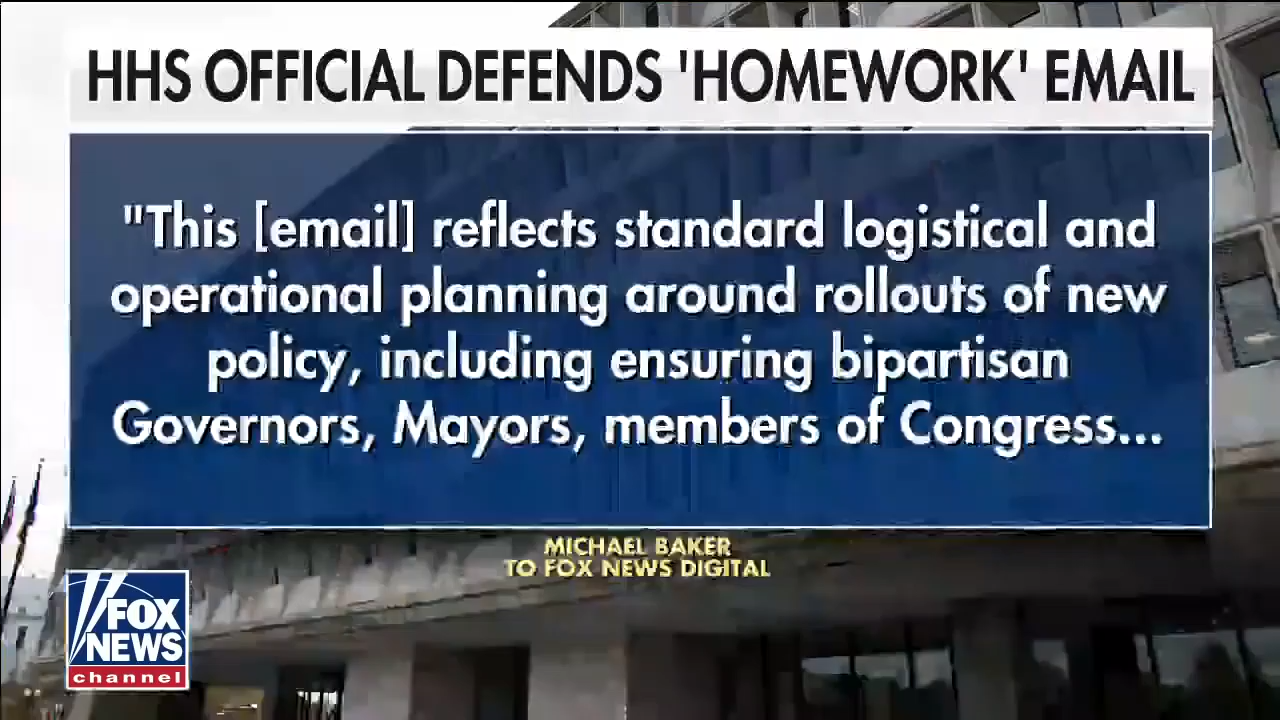 HHS OFFICIAL DEFENDS 'HOMEWORK' EMAIL
"This [email] reflects standard logistical and
operational planning around rollouts of new
policy, including ensuring bipartisan
Governors, Mayors, members of Congress...
MICHAEL BAKER
TO FOX NEWS DIGITAL
FOX
NEWS
channel